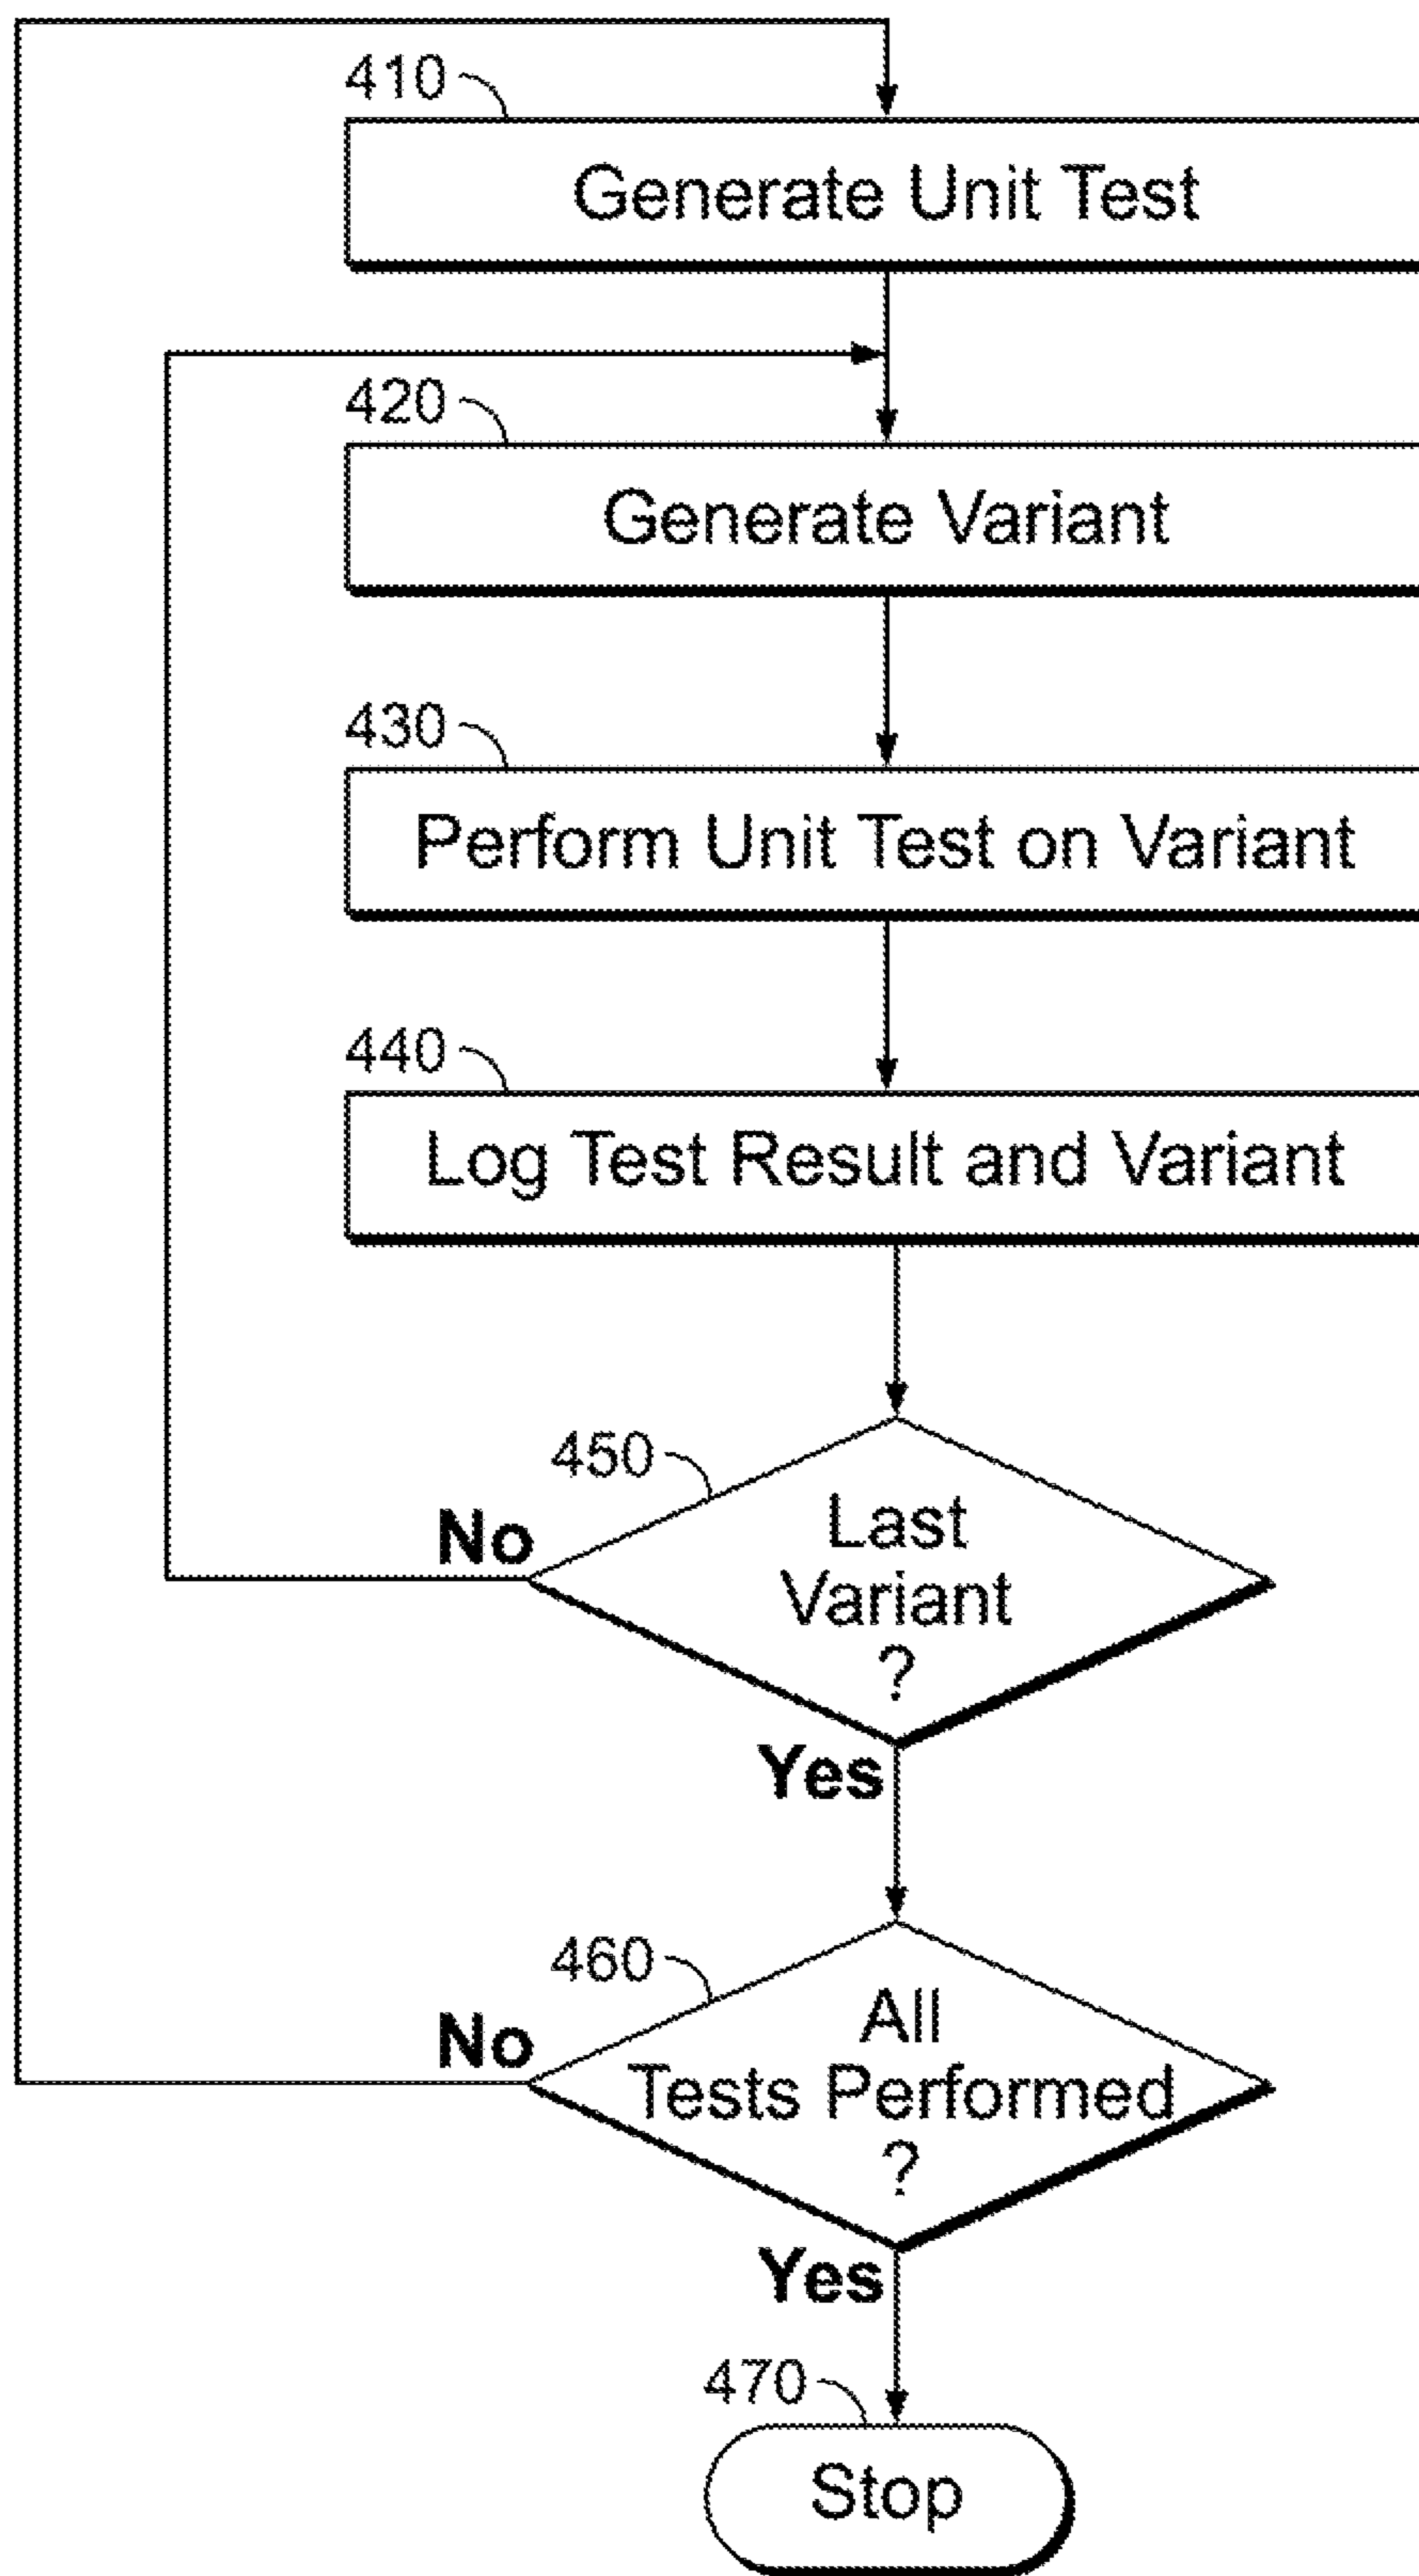 410
Generate Unit Test
420
Generate Variant
430
Perform Unit Test on Variant
440
Log Test Result and Variant
450
Last
Variant
?
No
Yes
460
All
Tests Performed
?
No
Yes
470
Stop